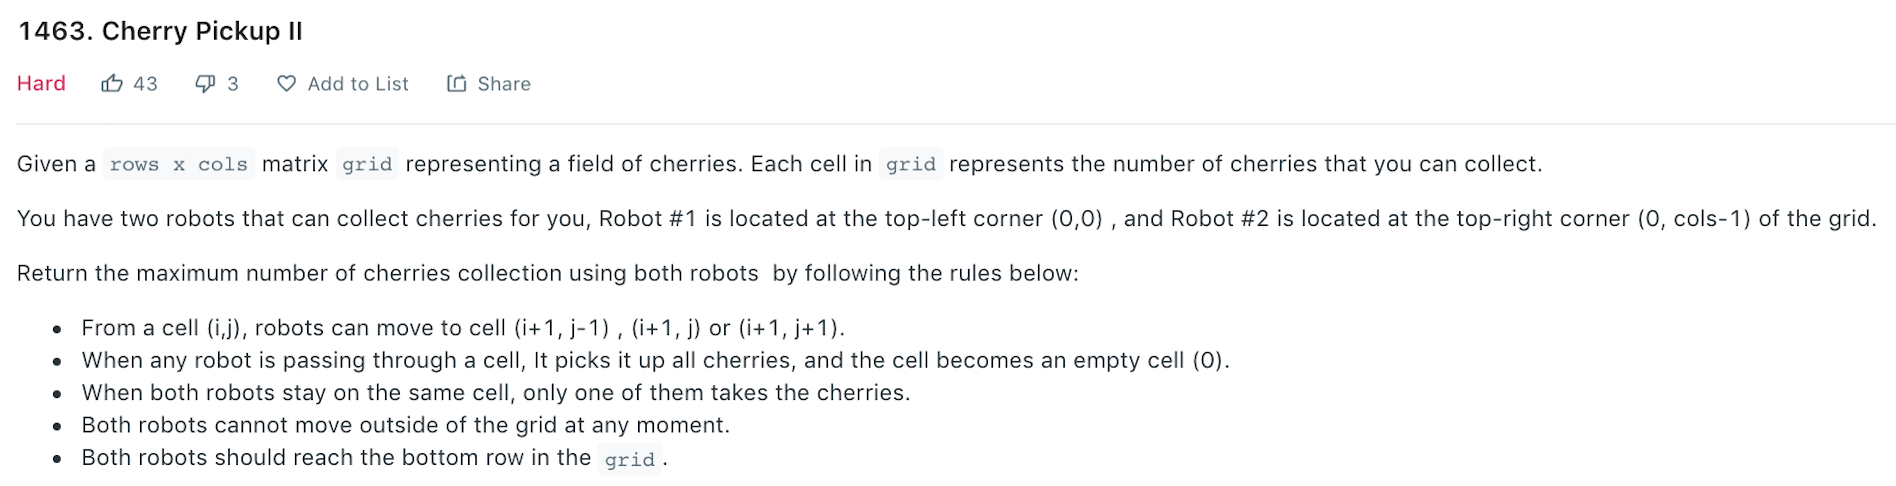 1463. Cherry Pickup II
Hard 43 3 Add to List Share
Given a rows x cols matrix grid representing a field of cherries. Each cell in grid represents the number of cherries that you can collect.
You have two robots that can collect cherries for you, Robot #1 is located at the top-left corner (0,0) , and Robot #2 is located at the top-right corner (0, cols-1) of the grid.
Return the maximum number of cherries collection using both robots  by following the rules below:
• From a cell (i,j), robots can move to cell (i+1, j-1) , (i+1, j) or (i+1, j+1).
• When any robot is passing through a cell, It picks it up all cherries, and the cell becomes an empty cell (0).
• When both robots stay on the same cell, only one of them takes the cherries.
• Both robots cannot move outside of the grid at any moment.
• Both robots should reach the bottom row in the grid .